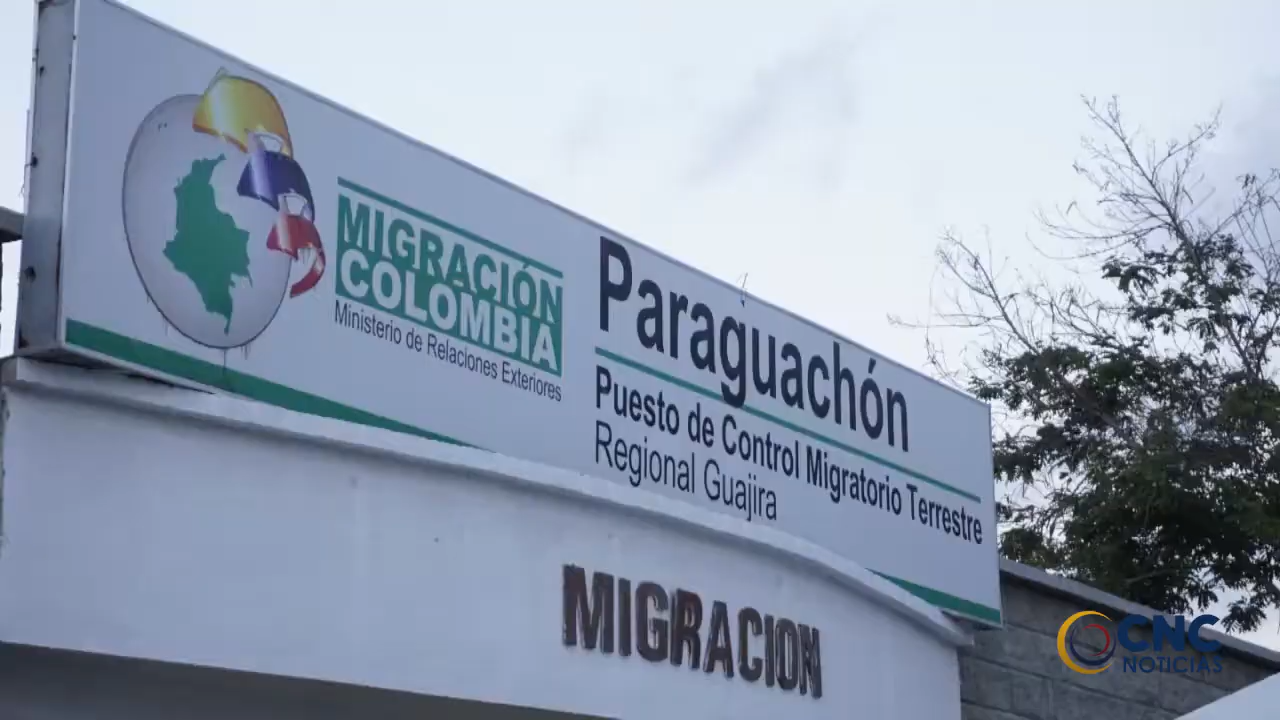 MIGRACIÓN
COLOMBIA
Ministerio de Relaciones Exteriores
Paraguachón
Puesto de Control Migratorio Terrestre
Regional Guajira
MIGRACION
CNC
NOTICIAS